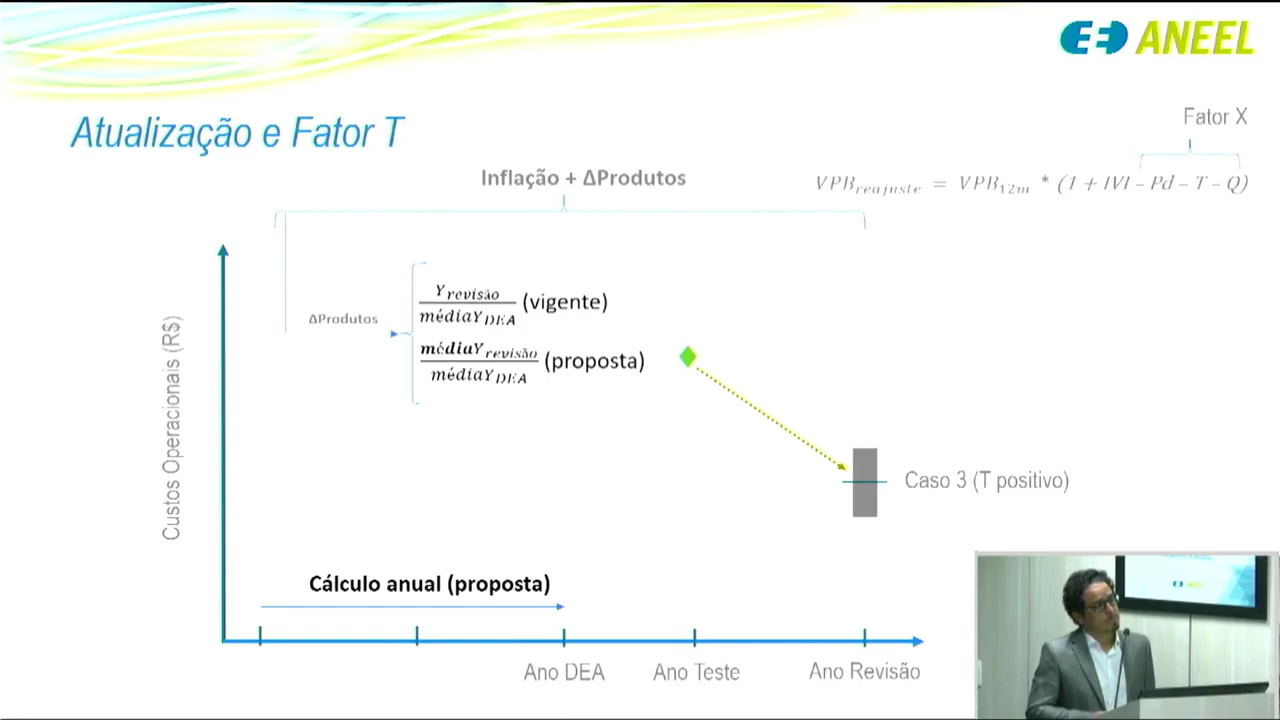 ANEEL
Atualização e Fator T
Fator X
Inflação + ΔProdutos
VPB_reajuste = VPB_12m * (1 + IVI − Pd − T − Q)
Custos Operacionais (R$)
ΔProdutos
Y_revisão / médiaY_DEA (vigente)
médiaY_revisão / médiaY_DEA (proposta)
Caso 3 (T positivo)
Cálculo anual (proposta)
Ano DEA
Ano Teste
Ano Revisão
ANEEL